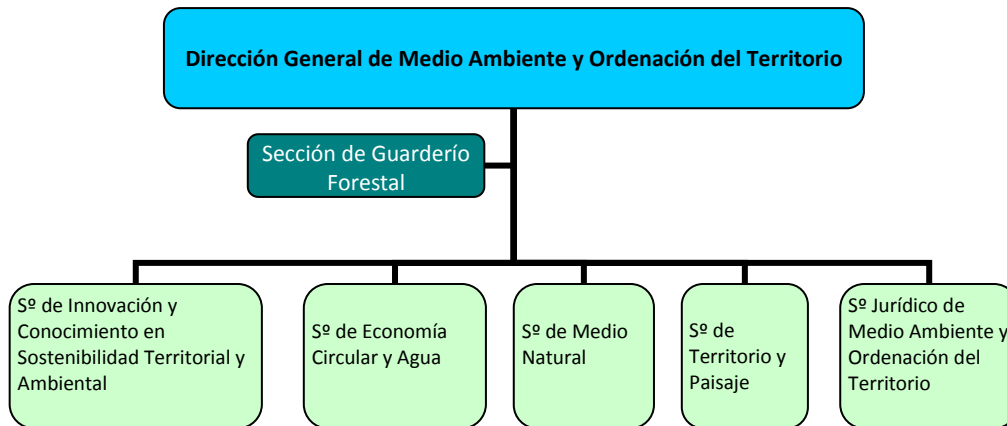 Dirección General de Medio Ambiente y Ordenación del Territorio
Sección de Guarderío
Forestal
Sº de Innovación y
Conocimiento en
Sostenibilidad Territorial y
Ambiental
Sº de Economía
Circular y Agua
Sº de Medio
Natural
Sº de
Territorio y
Paisaje
Sº Jurídico de
Medio Ambiente y
Ordenación del
Territorio